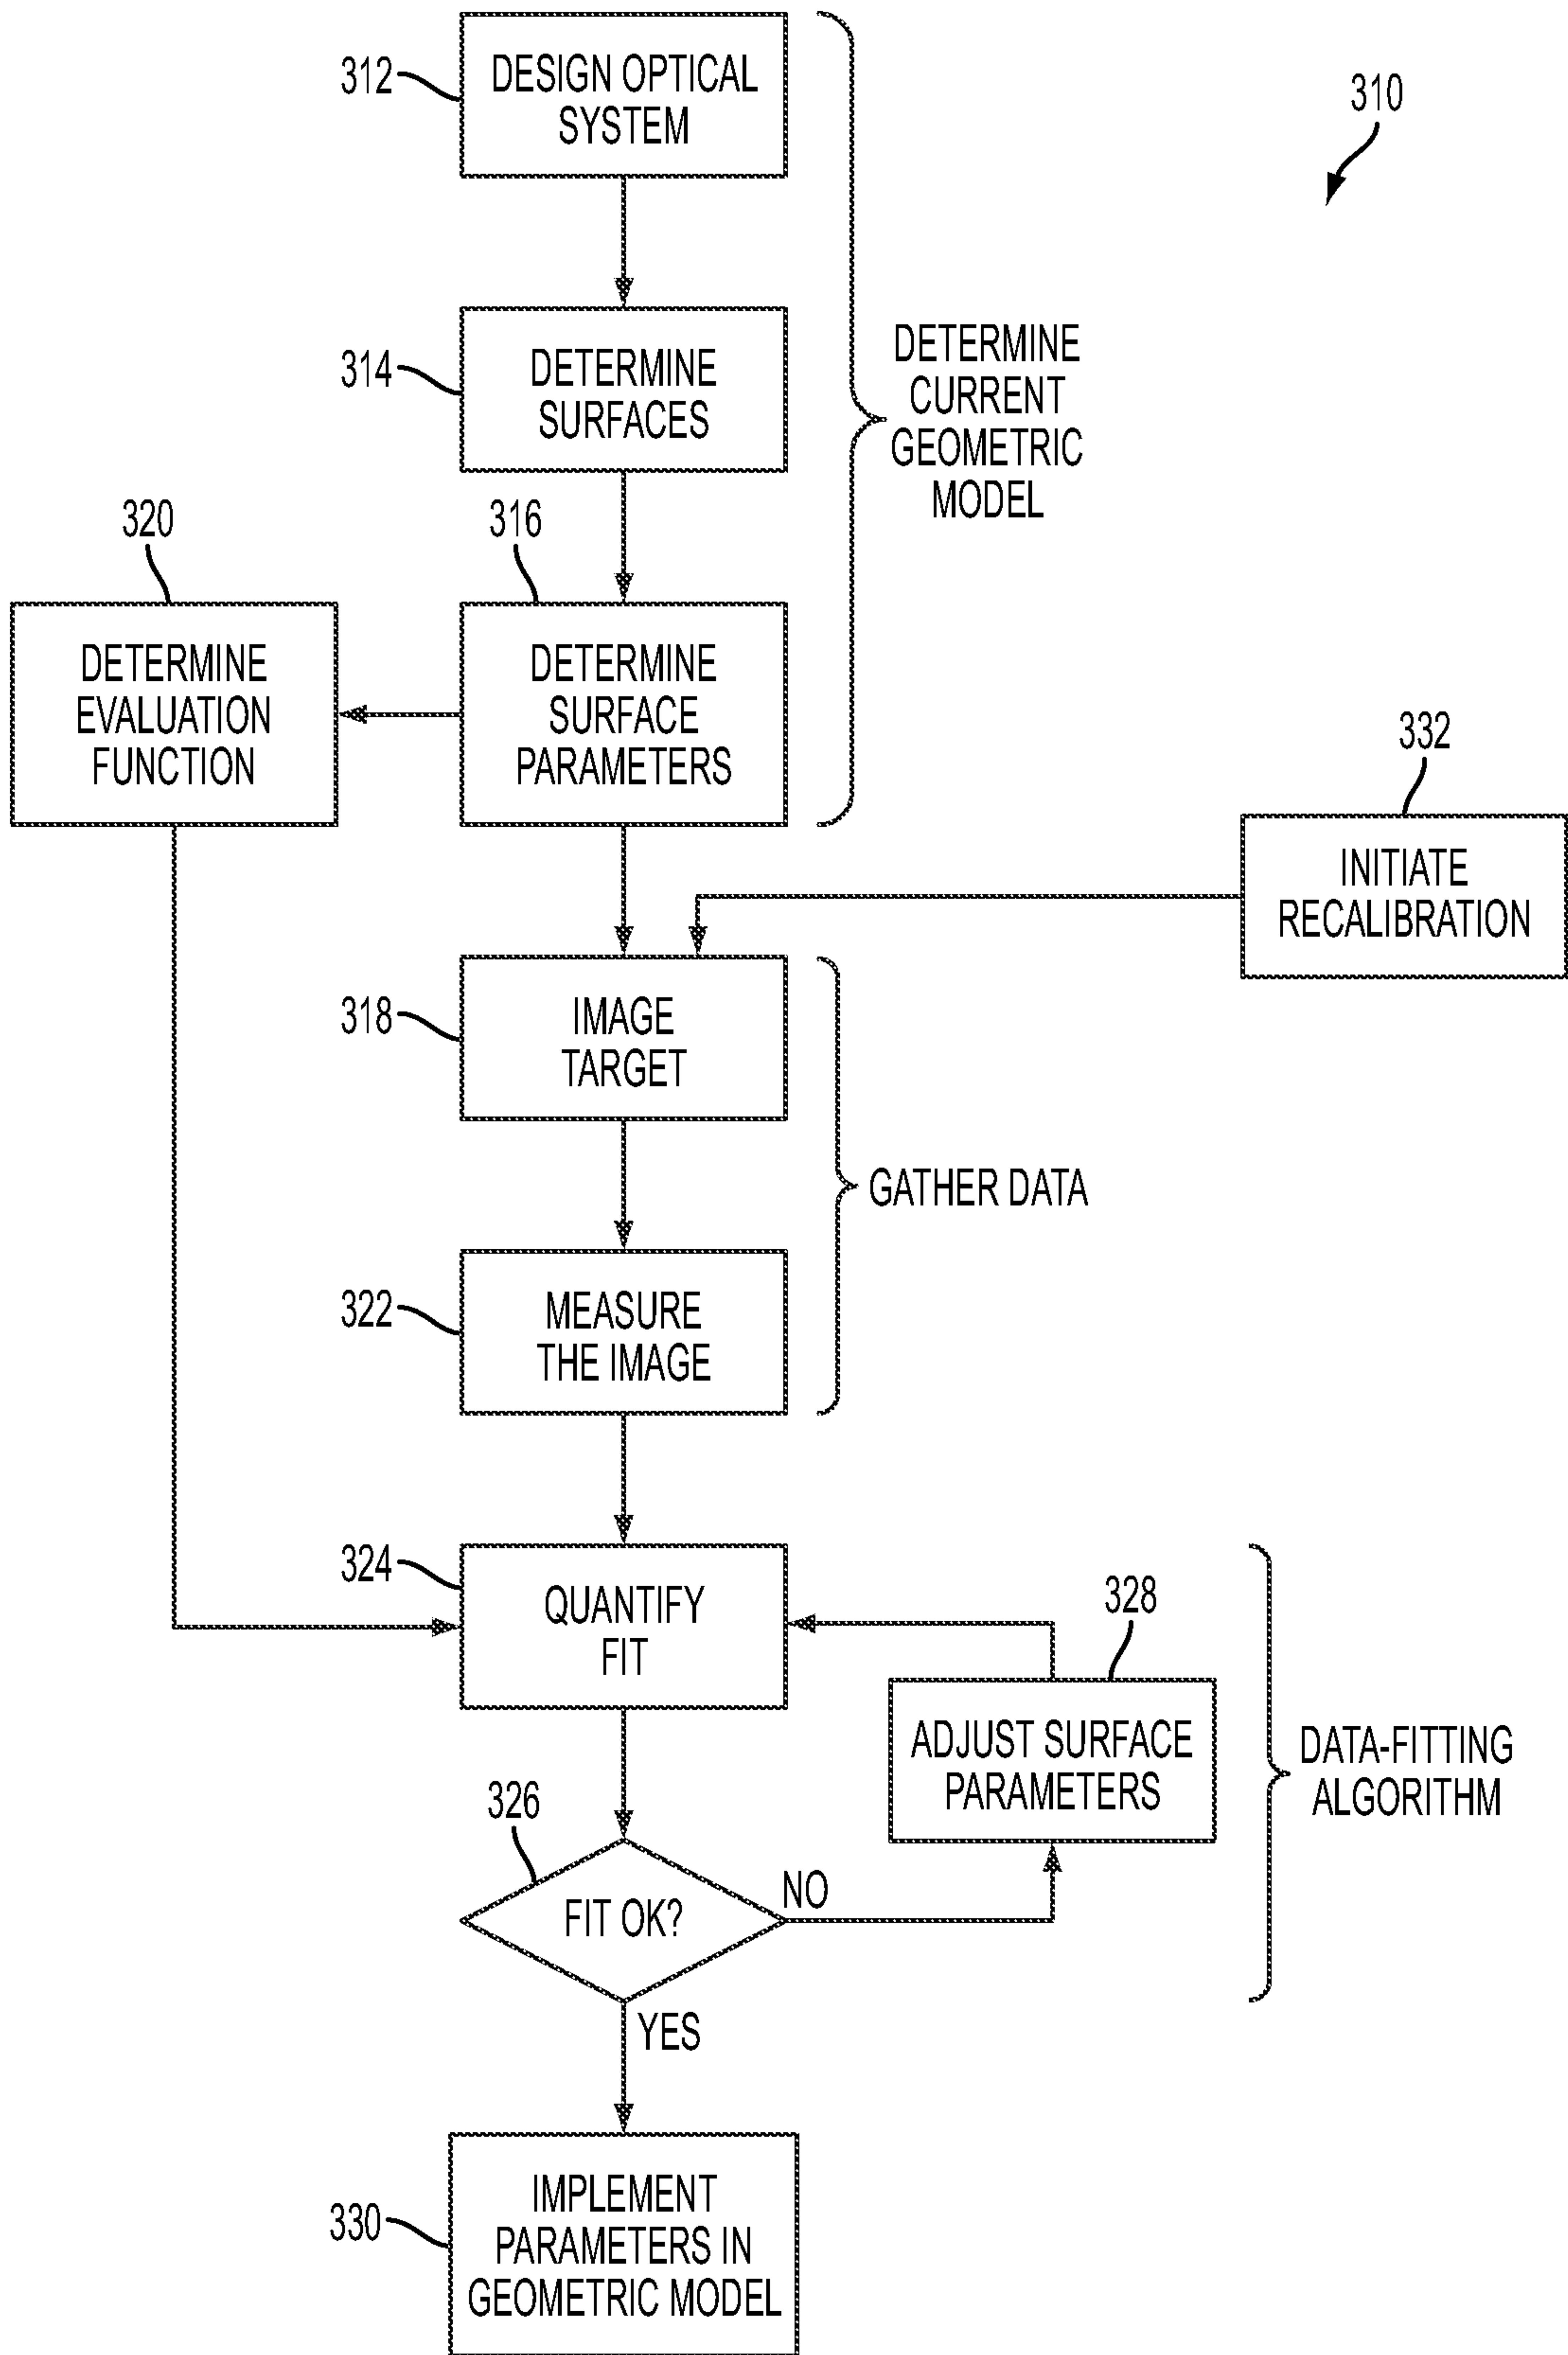 310
312
DESIGN OPTICAL
SYSTEM
314
DETERMINE
SURFACES
DETERMINE
CURRENT
GEOMETRIC
MODEL
320
DETERMINE
EVALUATION
FUNCTION
316
DETERMINE
SURFACE
PARAMETERS
332
INITIATE
RECALIBRATION
318
IMAGE
TARGET
GATHER DATA
322
MEASURE
THE IMAGE
324
QUANTIFY
FIT
328
ADJUST SURFACE
PARAMETERS
DATA-FITTING
ALGORITHM
326
FIT OK?
NO
YES
330
IMPLEMENT
PARAMETERS IN
GEOMETRIC MODEL